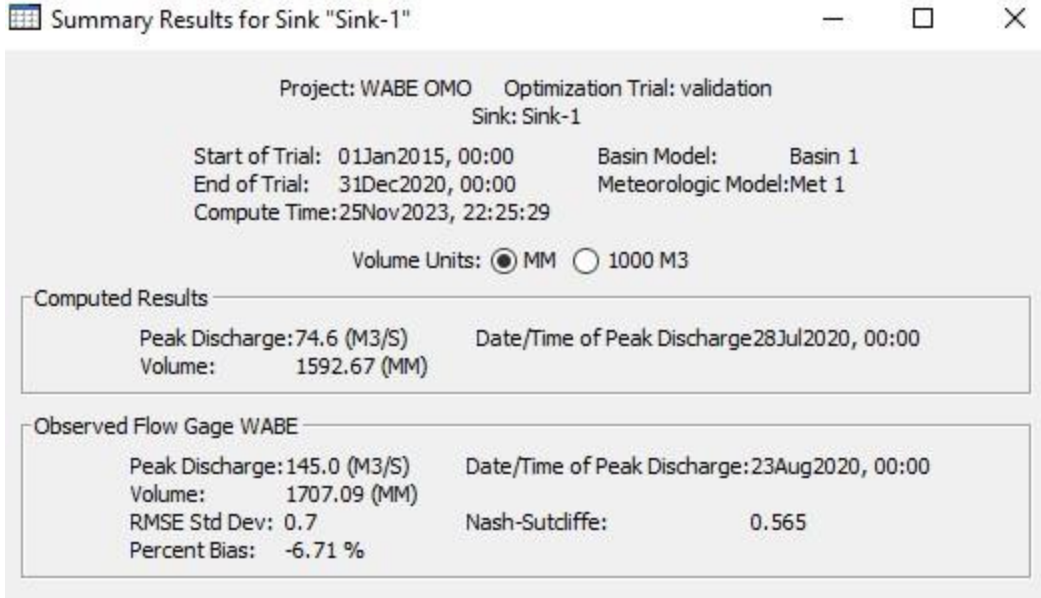 Summary Results for Sink "Sink-1"
Project: WABE OMO Optimization Trial: validation
Sink: Sink-1
Start of Trial: 01Jan2015, 00:00 Basin Model: Basin 1
End of Trial: 31Dec2020, 00:00 Meteorologic Model:Met 1
Compute Time:25Nov2023, 22:25:29
Volume Units: MM 1000 M3
Computed Results
Peak Discharge:74.6 (M3/S) Date/Time of Peak Discharge28Jul2020, 00:00
Volume: 1592.67 (MM)
Observed Flow Gage WABE
Peak Discharge:145.0 (M3/S) Date/Time of Peak Discharge:23Aug2020, 00:00
Volume: 1707.09 (MM)
RMSE Std Dev: 0.7 Nash-Sutcliffe: 0.565
Percent Bias: -6.71 %